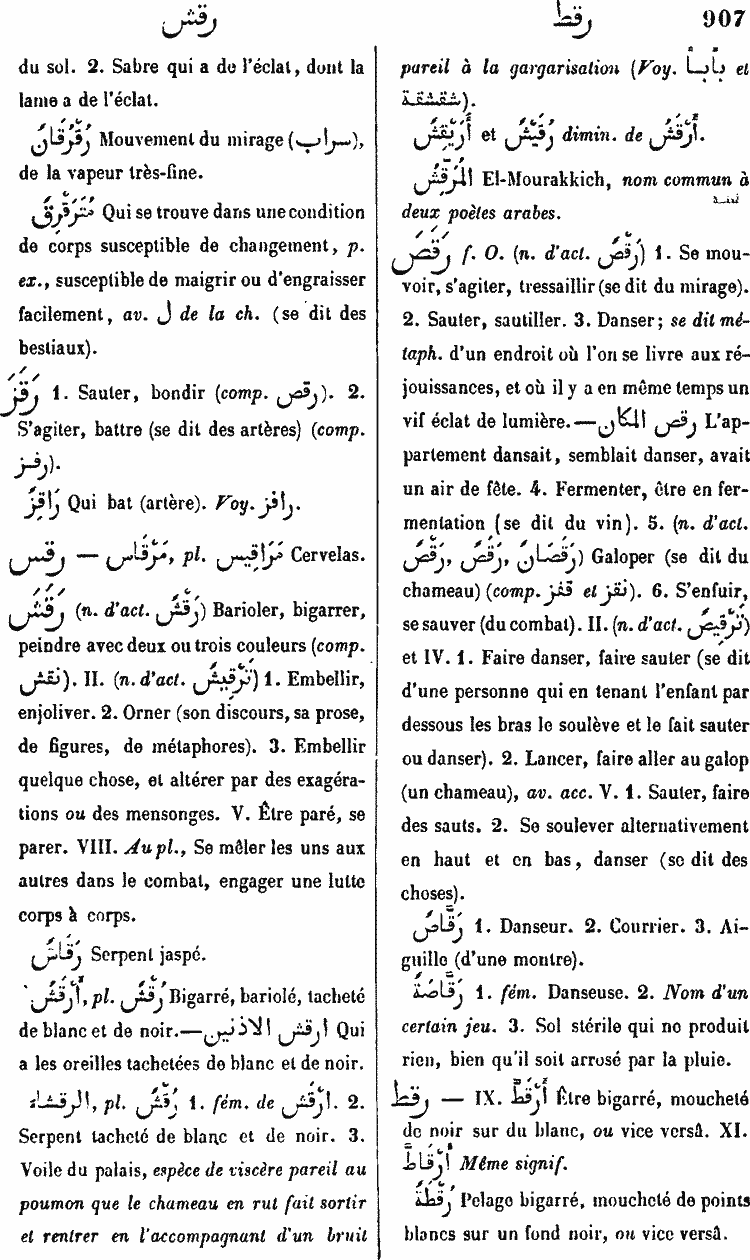 رقش
رقط
907
du sol. 2. Sabre qui a de l'éclat, dont la
lame a de l'éclat.
رَُقْرُقَانٌ Mouvement du mirage (سراب),
de la vapeur très-fine.
مُتَرَقْرِقٌ Qui se trouve dans une condition
de corps susceptible de changement, p.
ex., susceptible de maigrir ou d'engraisser
facilement, av. ل de la ch. (se dit des
bestiaux).
رَقَزَ 1. Sauter, bondir (comp. رقص). 2.
S'agiter, battre (se dit des artères) (comp.
رفز).
رَاقِزٌ Qui bat (artère). Voy. رافز.
رقس — مَرْقَاس, pl. مَرَاقِيس Cervelas.
رَقَشَ (n. d'act. رَقْشٌ) Barioler, bigarrer,
peindre avec deux ou trois couleurs (comp.
نقش). II. (n. d'act. تَرْقِيشٌ) 1. Embellir,
enjoliver. 2. Orner (son discours, sa prose,
de figures, de métaphores). 3. Embellir
quelque chose, et altérer par des exagéra-
tions ou des mensonges. V. Être paré, se
parer. VIII. Au pl., Se mêler les uns aux
autres dans le combat, engager une lutte
corps à corps.
رَقَاشٌ Serpent jaspé.
أَرْقَشُ, pl. رُقْشٌ Bigarré, bariolé, tacheté
de blanc et de noir.—ارقش الاذنين Qui
a les oreilles tachetées de blanc et de noir.
الرقشاء, pl. رُقْشٌ 1. fém. de ارْقَشُ. 2.
Serpent tacheté de blanc et de noir. 3.
Voile du palais, espèce de viscère pareil au
poumon que le chameau en rut fait sortir
et rentrer en l'accompagnant d'un bruit
pareil à la gargarisation (Voy. بأبأ et
شقشقة).
أُرَيْقِشُ et رُقَيْشٌ dimin. de أَرْقَشُ.
المُرَقِّشُ El-Mourakkich, nom commun à
deux poètes arabes.
رَقَصَ f. O. (n. d'act. رَقْصٌ) 1. Se mou-
voir, s'agiter, tressaillir (se dit du mirage).
2. Sauter, sautiller. 3. Danser; se dit mé-
taph. d'un endroit où l'on se livre aux ré-
jouissances, et où il y a en même temps un
vif éclat de lumière.—رقص المكان L'ap-
partement dansait, semblait danser, avait
un air de fête. 4. Fermenter, être en fer-
mentation (se dit du vin). 5. (n. d'act.
رَقْصٌ, رَقَصٌ, رَقَصَانٌ) Galoper (se dit du
chameau) (comp. قفز et نقز). 6. S'enfuir,
se sauver (du combat). II. (n. d'act. تَرْقِيصٌ)
et IV. 1. Faire danser, faire sauter (se dit
d'une personne qui en tenant l'enfant par
dessous les bras le soulève et le fait sauter
ou danser). 2. Lancer, faire aller au galop
(un chameau), av. acc. V. 1. Sauter, faire
des sauts. 2. Se soulever alternativement
en haut et en bas, danser (se dit des
choses).
رَقَّاصٌ 1. Danseur. 2. Courrier. 3. Ai-
guille (d'une montre).
رَقَّاصَةٌ 1. fém. Danseuse. 2. Nom d'un
certain jeu. 3. Sol stérile qui ne produit
rien, bien qu'il soit arrosé par la pluie.
رقط — IX. أَرْقَطَّ Être bigarré, moucheté
de noir sur du blanc, ou vice versâ. XI.
أَرْقَاطَّ Même signif.
رُقْطَةٌ Pelage bigarré, moucheté de points
blancs sur un fond noir, ou vice versâ.